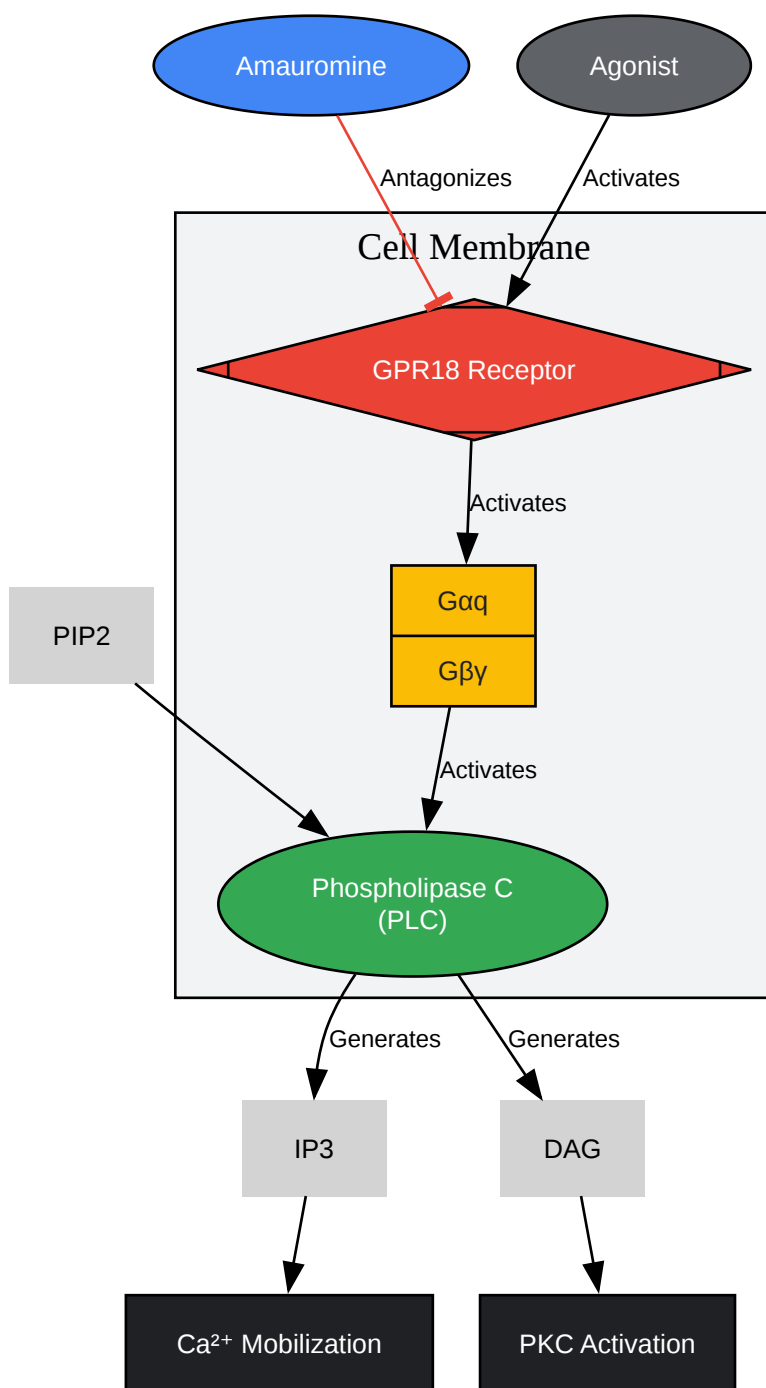 Amauromine
Agonist
Antagonizes
Activates
Cell Membrane
GPR18 Receptor
Activates
Gαq
Gβγ
PIP2
Activates
Phospholipase C
(PLC)
Generates
Generates
IP3
DAG
Ca²⁺ Mobilization
PKC Activation